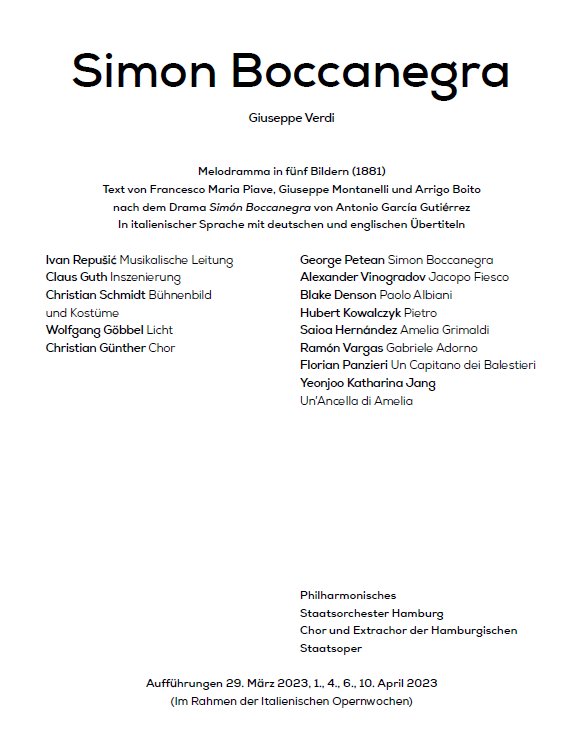 Simon Boccanegra
Giuseppe Verdi
Melodramma in fünf Bildern (1881)
Text von Francesco Maria Piave, Giuseppe Montanelli und Arrigo Boito
nach dem Drama Simón Boccanegra von Antonio García Gutiérrez
In italienischer Sprache mit deutschen und englischen Übertiteln
Ivan Repušić Musikalische Leitung
Claus Guth Inszenierung
Christian Schmidt Bühnenbild
und Kostüme
Wolfgang Göbbel Licht
Christian Günther Chor
George Petean Simon Boccanegra
Alexander Vinogradov Jacopo Fiesco
Blake Denson Paolo Albiani
Hubert Kowalczyk Pietro
Saioa Hernández Amelia Grimaldi
Ramón Vargas Gabriele Adorno
Florian Panzieri Un Capitano dei Balestieri
Yeonjoo Katharina Jang
Un'Ancella di Amelia
Philharmonisches
Staatsorchester Hamburg
Chor und Extrachor der Hamburgischen
Staatsoper
Aufführungen 29. März 2023, 1., 4., 6., 10. April 2023
(Im Rahmen der Italienischen Opernwochen)